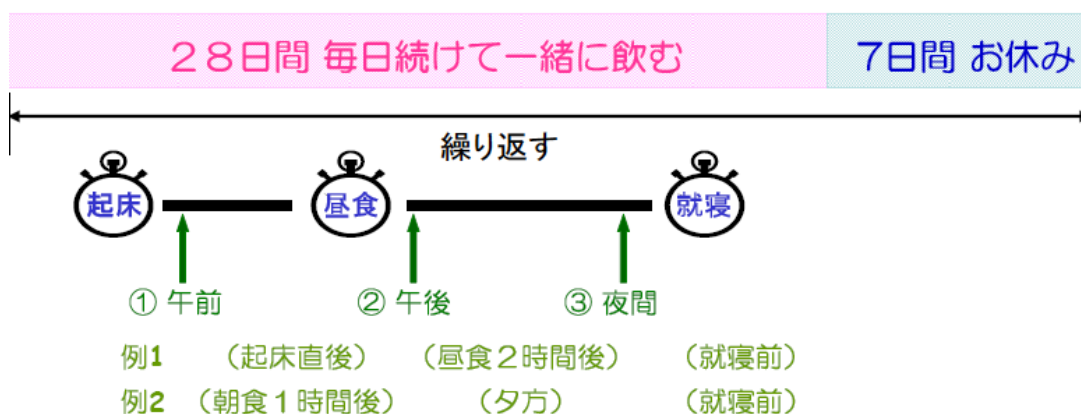 ２８日間 毎日続けて一緒に飲む
7日間 お休み
繰り返す
起床
昼食
就寝
① 午前
② 午後
③ 夜間
例1 （起床直後） （昼食２時間後） （就寝前）
例2 （朝食１時間後） （夕方） （就寝前）